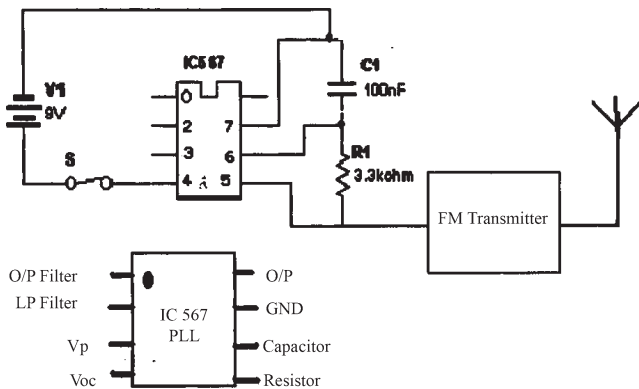 IC567
C1
100nF
V1
9V
0
2
7
3
6
R1
3.3kohm
S
4
5
FM Transmitter
O/P Filter
O/P
LP Filter
GND
IC 567
PLL
Vp
Capacitor
Voc
Resistor